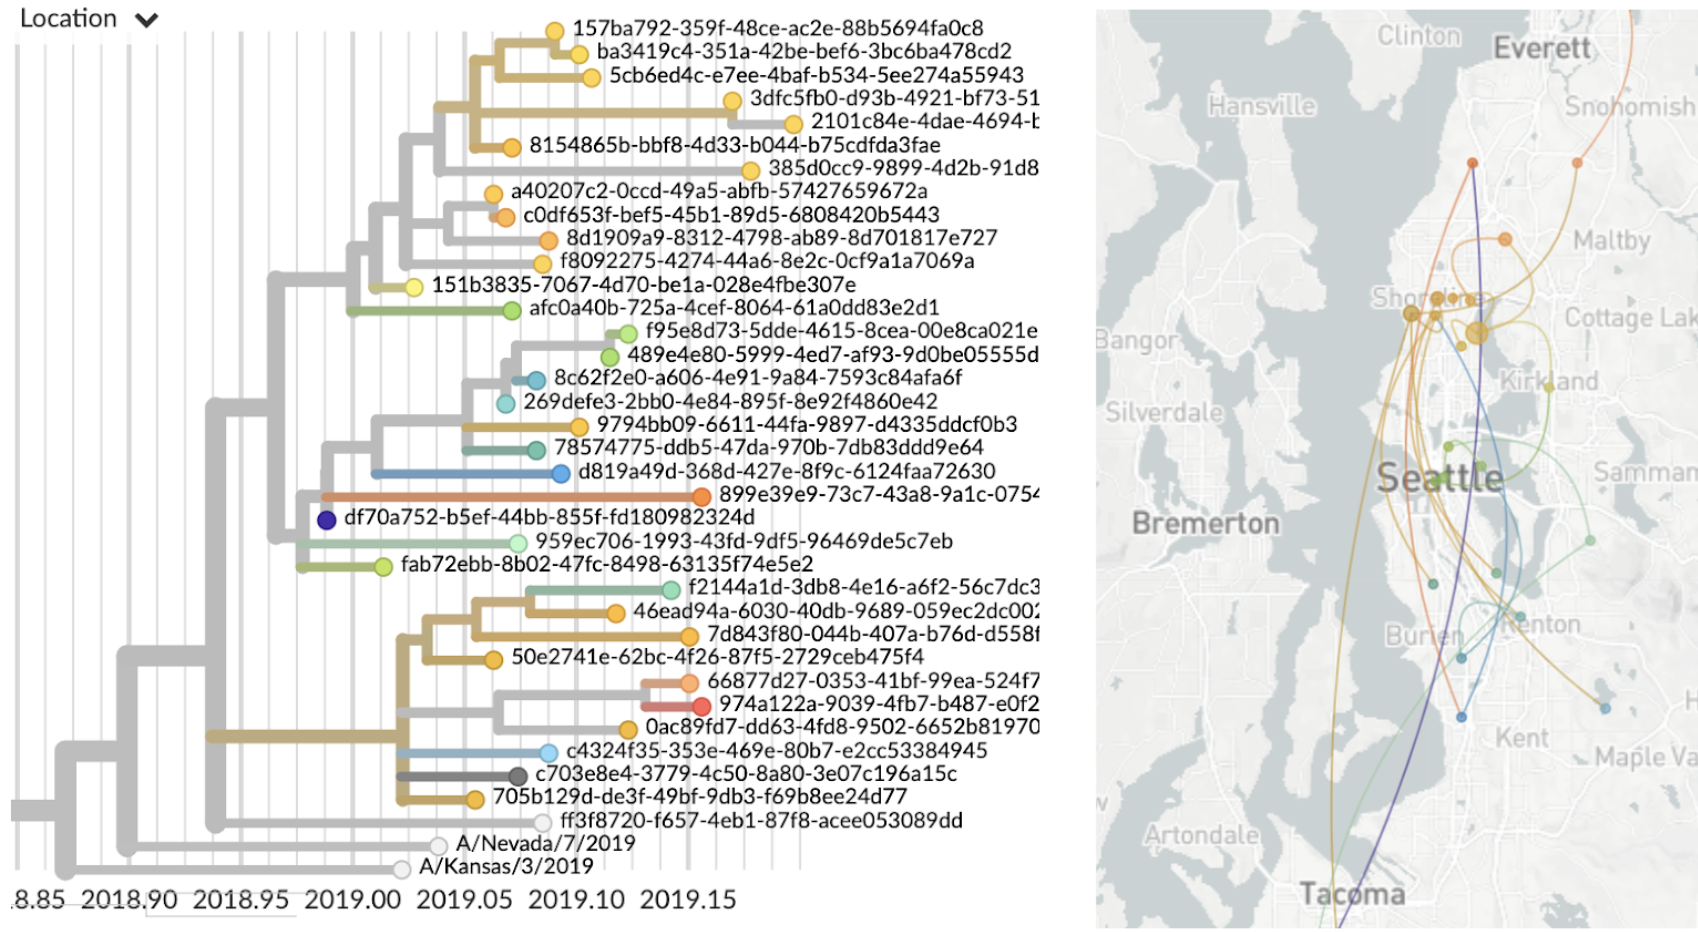 Location
157ba792-359f-48ce-ac2e-88b5694fa0c8
ba3419c4-351a-42be-bef6-3bc6ba478cd2
5cb6ed4c-e7ee-4baf-b534-5ee274a55943
3dfc5fb0-d93b-4921-bf73-51
2101c84e-4dae-4694-b
8154865b-bbf8-4d33-b044-b75cdfda3fae
385d0cc9-9899-4d2b-91d8
a40207c2-0ccd-49a5-abfb-57427659672a
c0df653f-bef5-45b1-89d5-6808420b5443
8d1909a9-8312-4798-ab89-8d701817e727
f8092275-4274-44a6-8e2c-0cf9a1a7069a
151b3835-7067-4d70-be1a-028e4fbe307e
afc0a40b-725a-4cef-8064-61a0dd83e2d1
f95e8d73-5dde-4615-8cea-00e8ca021e
489e4e80-5999-4ed7-af93-9d0be05555d
8c62f2e0-a606-4e91-9a84-7593c84afa6f
269defe3-2bb0-4e84-895f-8e92f4860e42
9794bb09-6611-44fa-9897-d4335ddcf0b3
78574775-ddb5-47da-970b-7db83ddd9e64
d819a49d-368d-427e-8f9c-6124faa72630
899e39e9-73c7-43a8-9a1c-0754
df70a752-b5ef-44bb-855f-fd180982324d
959ec706-1993-43fd-9df5-96469de5c7eb
fab72ebb-8b02-47fc-8498-63135f74e5e2
f2144a1d-3db8-4e16-a6f2-56c7dc3
46ead94a-6030-40db-9689-059ec2dc002
7d843f80-044b-407a-b76d-d558f
50e2741e-62bc-4f26-87f5-2729ceb475f4
66877d27-0353-41bf-99ea-524f7
974a122a-9039-4fb7-b487-e0f2
0ac89fd7-dd63-4fd8-9502-6652b81970
c4324f35-353e-469e-80b7-e2cc53384945
c703e8e4-3779-4c50-8a80-3e07c196a15c
705b129d-de3f-49bf-9db3-f69b8ee24d77
ff3f8720-f657-4eb1-87f8-acee053089dd
A/Nevada/7/2019
A/Kansas/3/2019
8.85 2018.90 2018.95 2019.00 2019.05 2019.10 2019.15
Clinton
Everett
Hansville
Snohomish
Maltby
Shoreline
Cottage Lak
Bangor
Kirkland
Silverdale
Seattle
Samman
Bremerton
Burien
Renton
Kent
Maple Va
H
w
Artondale
Tacoma